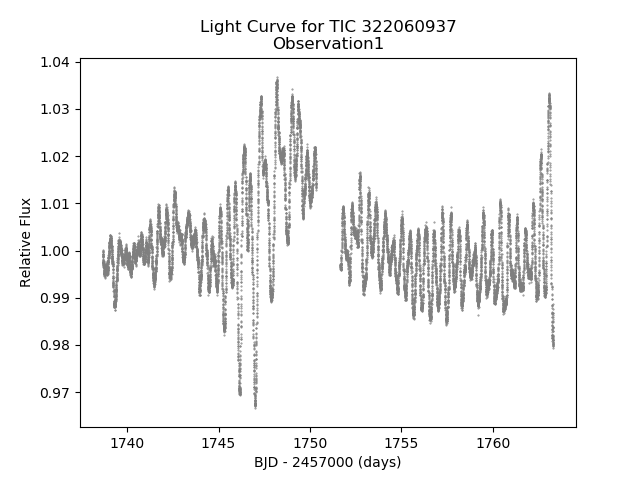 Light Curve for TIC 322060937
Observation1
1.04
1.03
1.02
1.01
1.00
0.99
0.98
0.97
Relative Flux
1740 1745 1750 1755 1760
BJD - 2457000 (days)